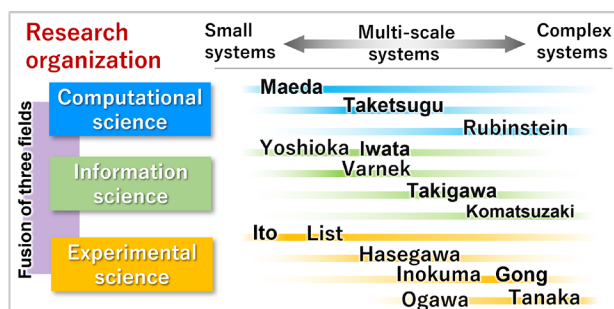 Research
organization
Small
systems
Multi-scale
systems
Complex
systems
Fusion of three fields
Computational
science
Maeda
Taketsugu
Rubinstein
Information
science
Yoshioka Iwata
Varnek
Takigawa
Komatsuzaki
Experimental
science
Ito List
Hasegawa
Inokuma Gong
Ogawa Tanaka